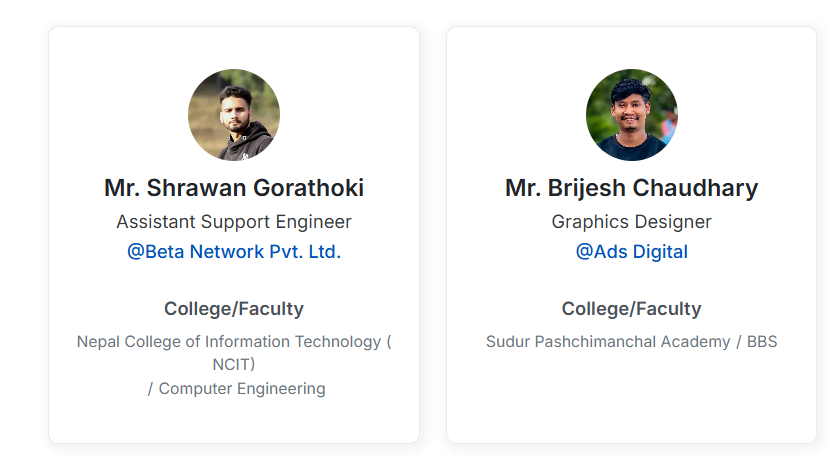 Mr. Shrawan Gorathoki
Assistant Support Engineer
@Beta Network Pvt. Ltd.
College/Faculty
Nepal College of Information Technology (
NCIT)
/ Computer Engineering
Mr. Brijesh Chaudhary
Graphics Designer
@Ads Digital
College/Faculty
Sudur Pashchimanchal Academy / BBS